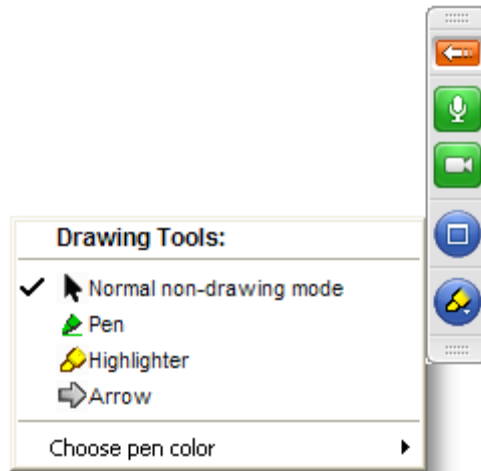 Drawing Tools:
Normal non-drawing mode
Pen
Highlighter
Arrow
Choose pen color